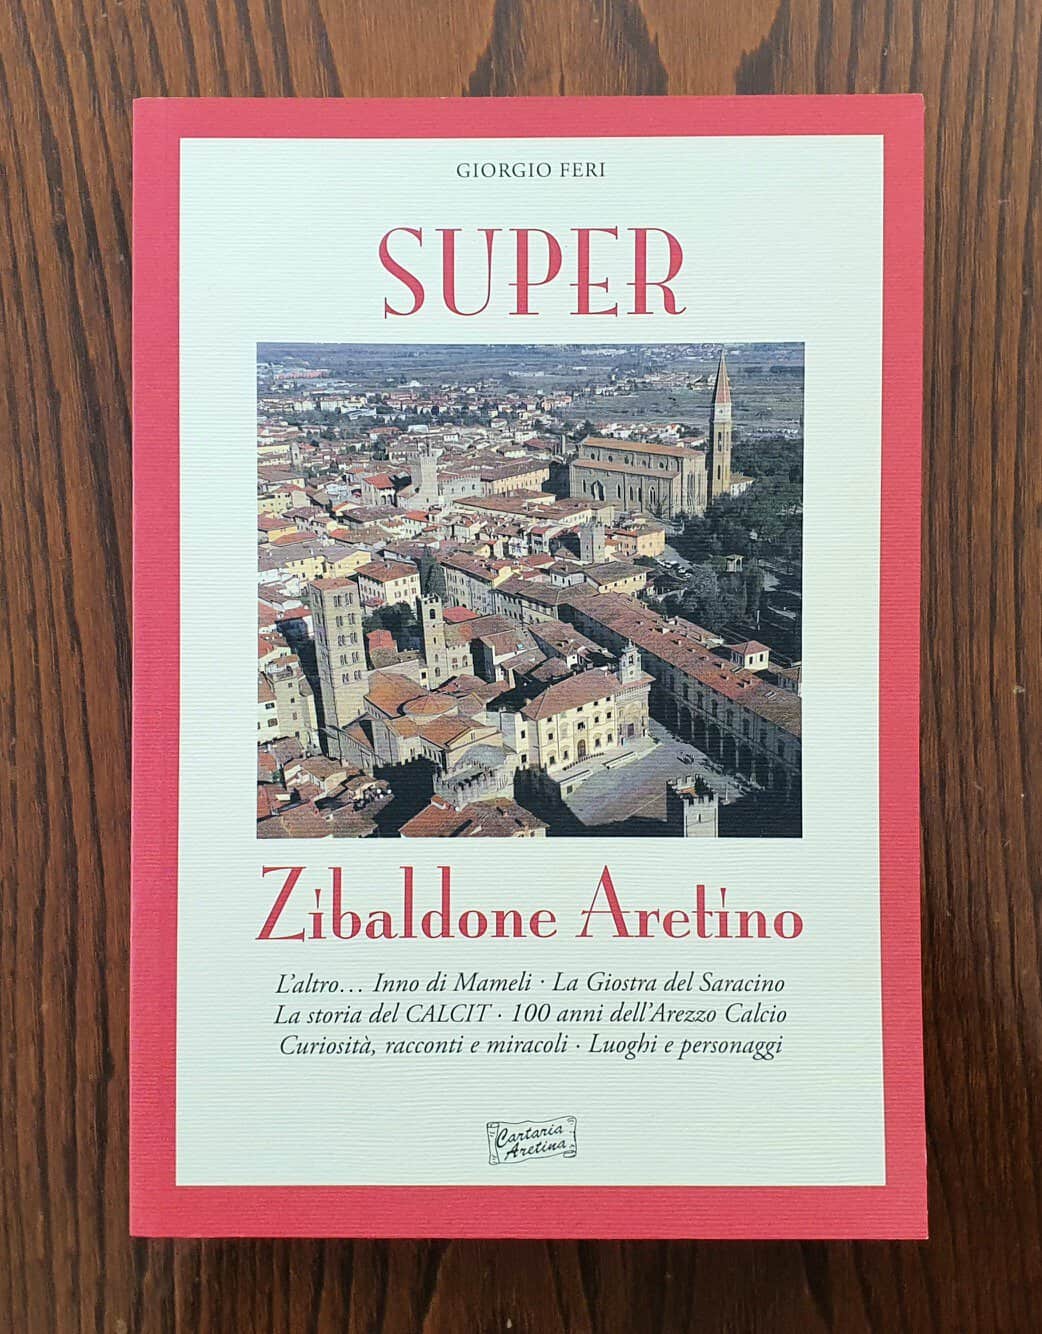 GIORGIO FERI
SUPER
Zibaldone Aretino
L'altro… Inno di Mameli · La Giostra del Saracino
La storia del CALCIT · 100 anni dell'Arezzo Calcio
Curiosità, racconti e miracoli · Luoghi e personaggi
Cartaria
Aretina